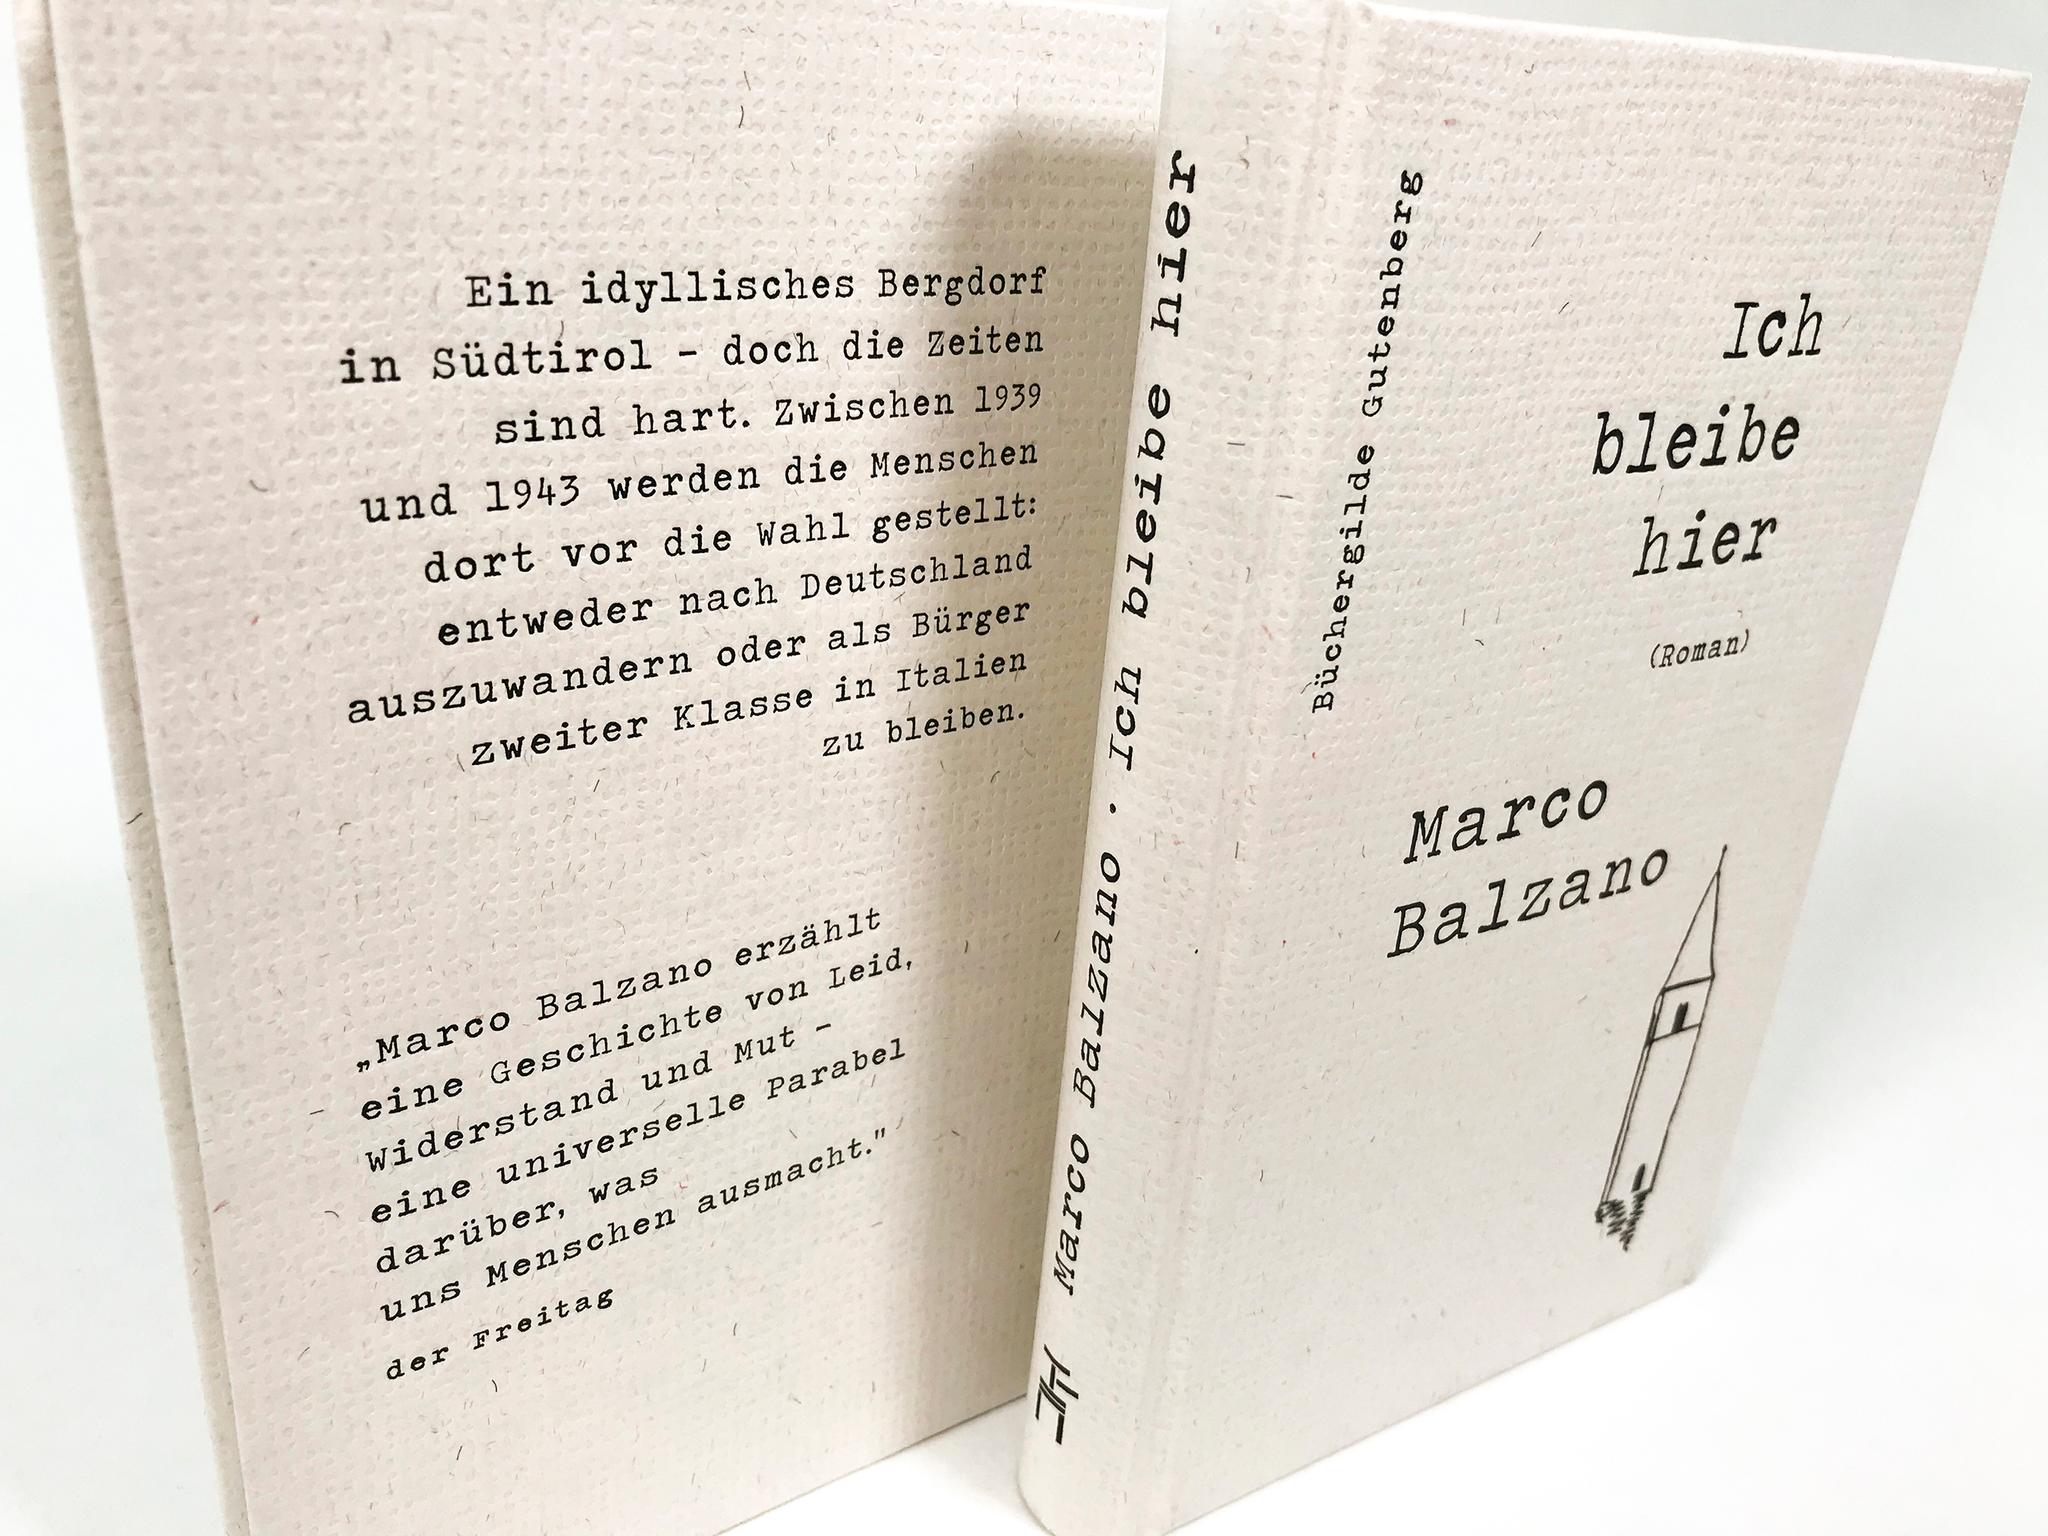 Ein idyllisches Bergdorf
in Südtirol – doch die Zeiten
sind hart. Zwischen 1939
und 1943 werden die Menschen
dort vor die Wahl gestellt:
entweder nach Deutschland
auszuwandern oder als Bürger
zweiter Klasse in Italien
zu bleiben.
„Marco Balzano erzählt
eine Geschichte von Leid,
Widerstand und Mut –
eine universelle Parabel
darüber, was
uns Menschen ausmacht."
der Freitag
Marco Balzano · Ich bleibe hier
Büchergilde Gutenberg
Ich
bleibe
hier
(Roman)
Marco
Balzano